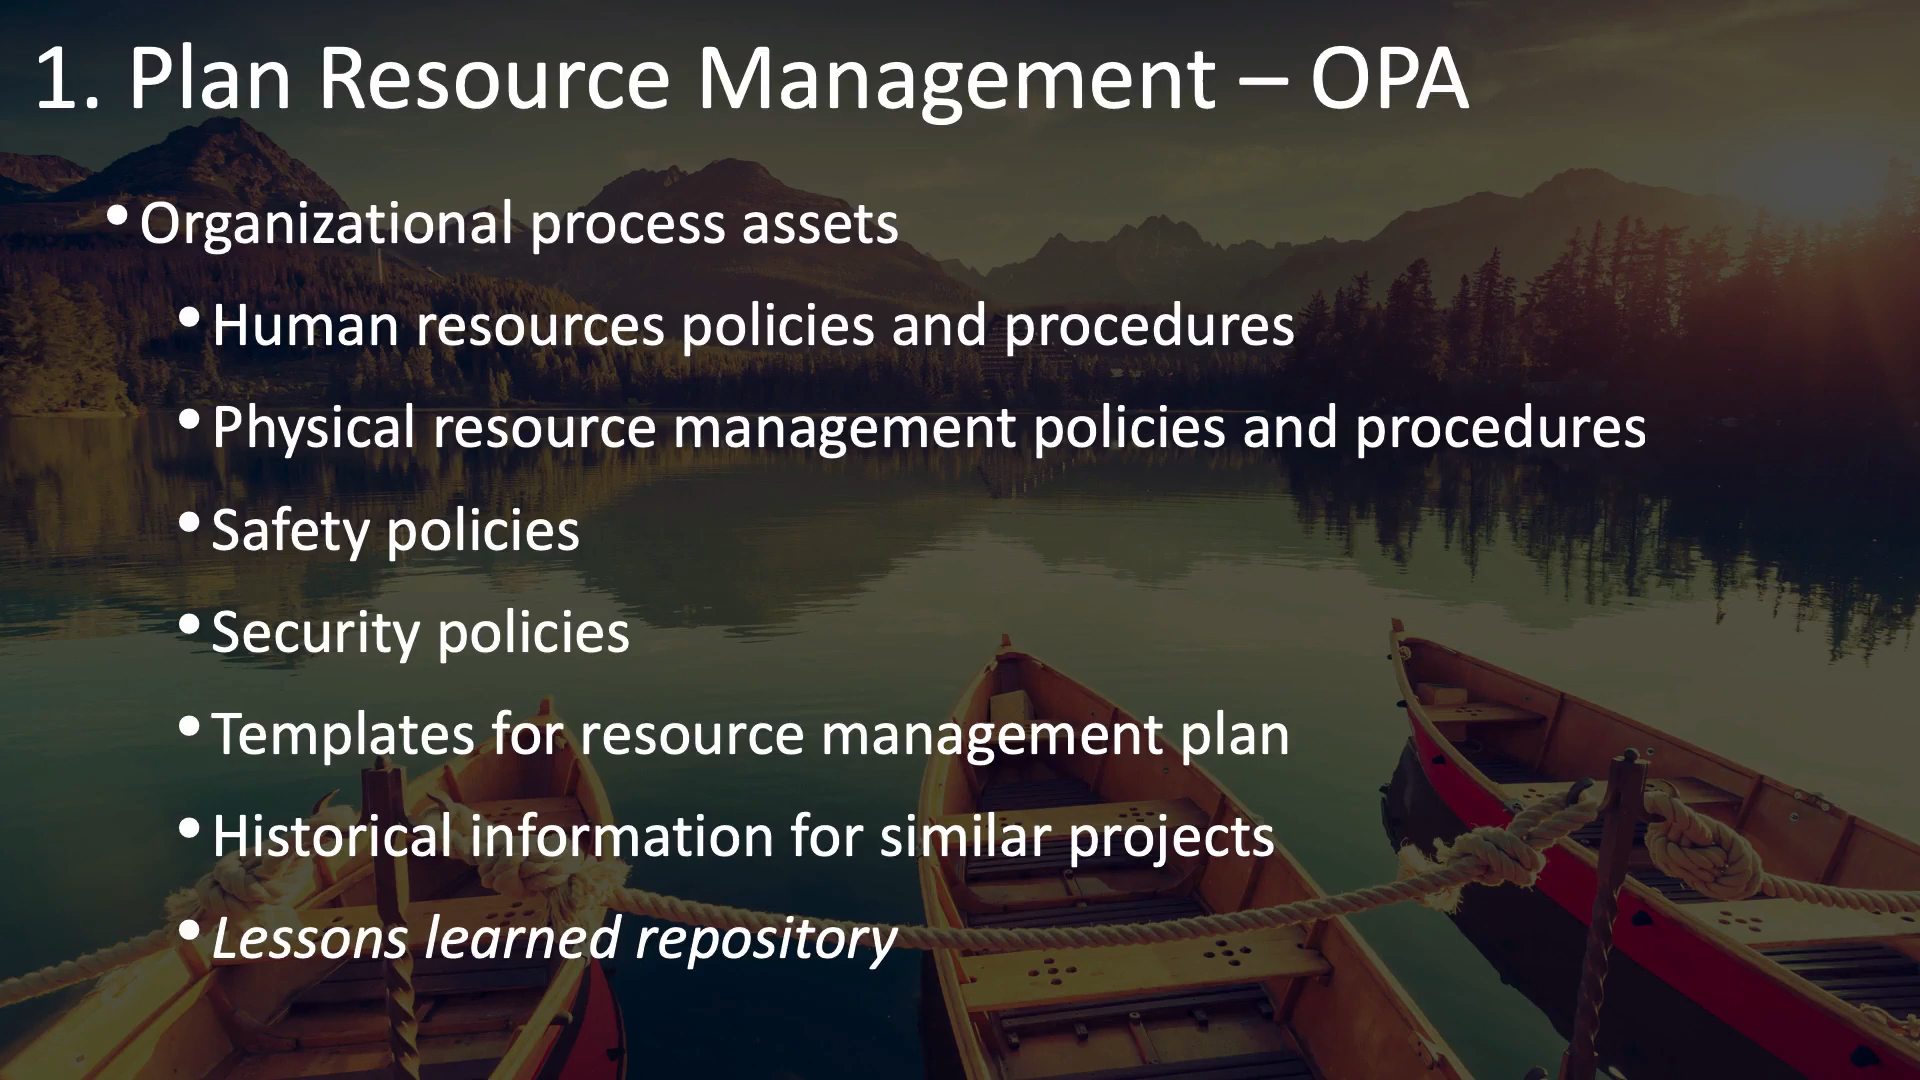 1. Plan Resource Management – OPA
• Organizational process assets
• Human resources policies and procedures
• Physical resource management policies and procedures
• Safety policies
• Security policies
• Templates for resource management plan
• Historical information for similar projects
• Lessons learned repository